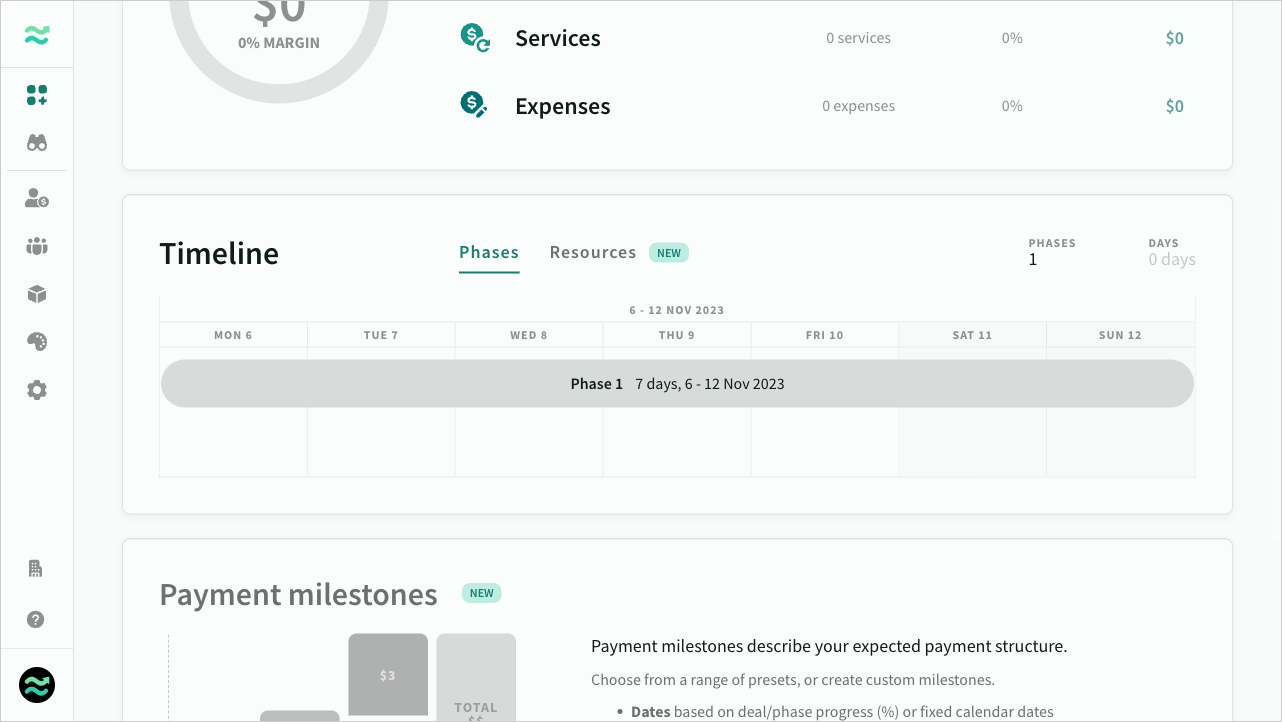 $0
0% MARGIN
Services 0 services 0% $0
Expenses 0 expenses 0% $0
Timeline Phases Resources NEW
PHASES DAYS
1 0 days
6 - 12 NOV 2023
MON 6 TUE 7 WED 8 THU 9 FRI 10 SAT 11 SUN 12
Phase 1 7 days, 6 - 12 Nov 2023
Payment milestones NEW
Payment milestones describe your expected payment structure.
$3
Choose from a range of presets, or create custom milestones.
TOTAL
$$
• Dates based on deal/phase progress (%) or fixed calendar dates